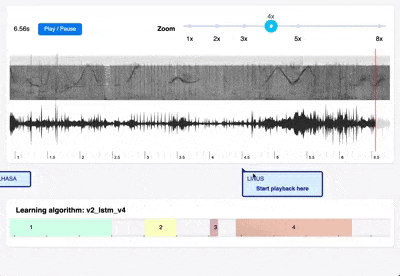 4x
6.56s Play / Pause Zoom
1x 2x 3x 5x 8x
1 1.5 2 2.5 3 3.5 4 4.5 5 5.5 6 6.5
LHASA LINUS
Start playback here
Learning algorithm: v2_lstm_v4
1 2 3 4